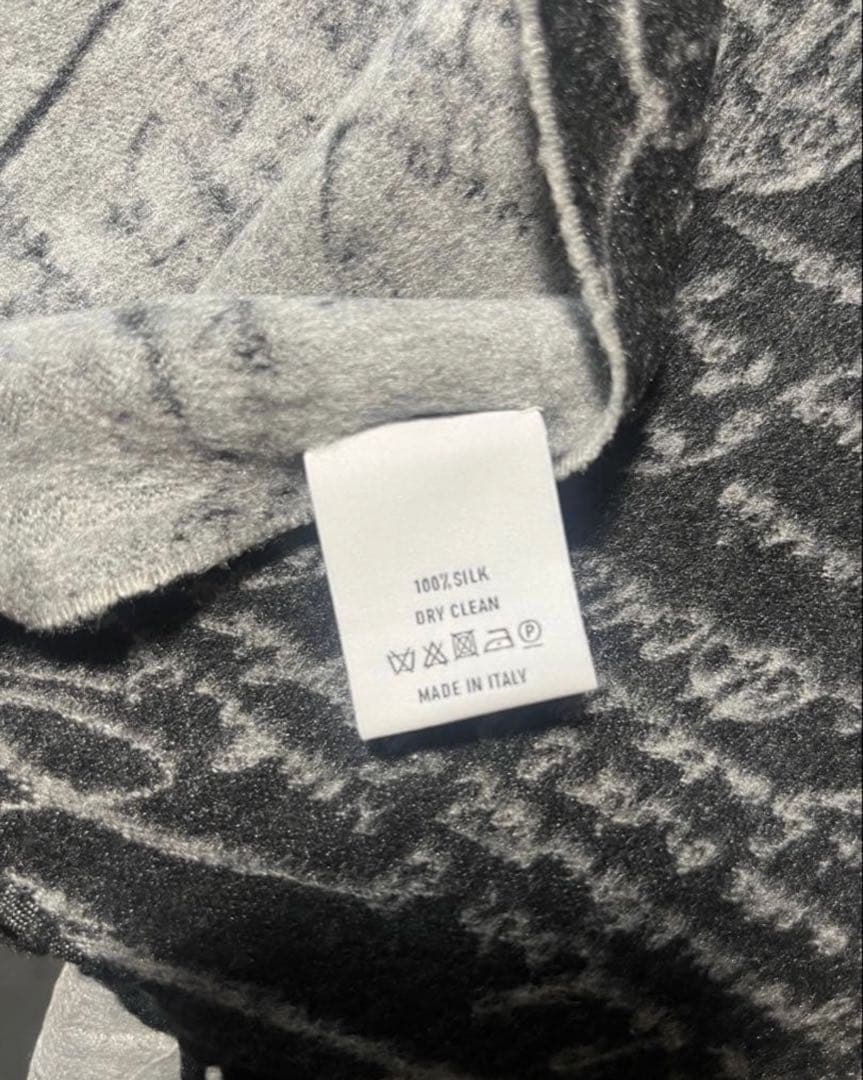 100% SILK
DRY CLEAN
P
MADE IN ITALY